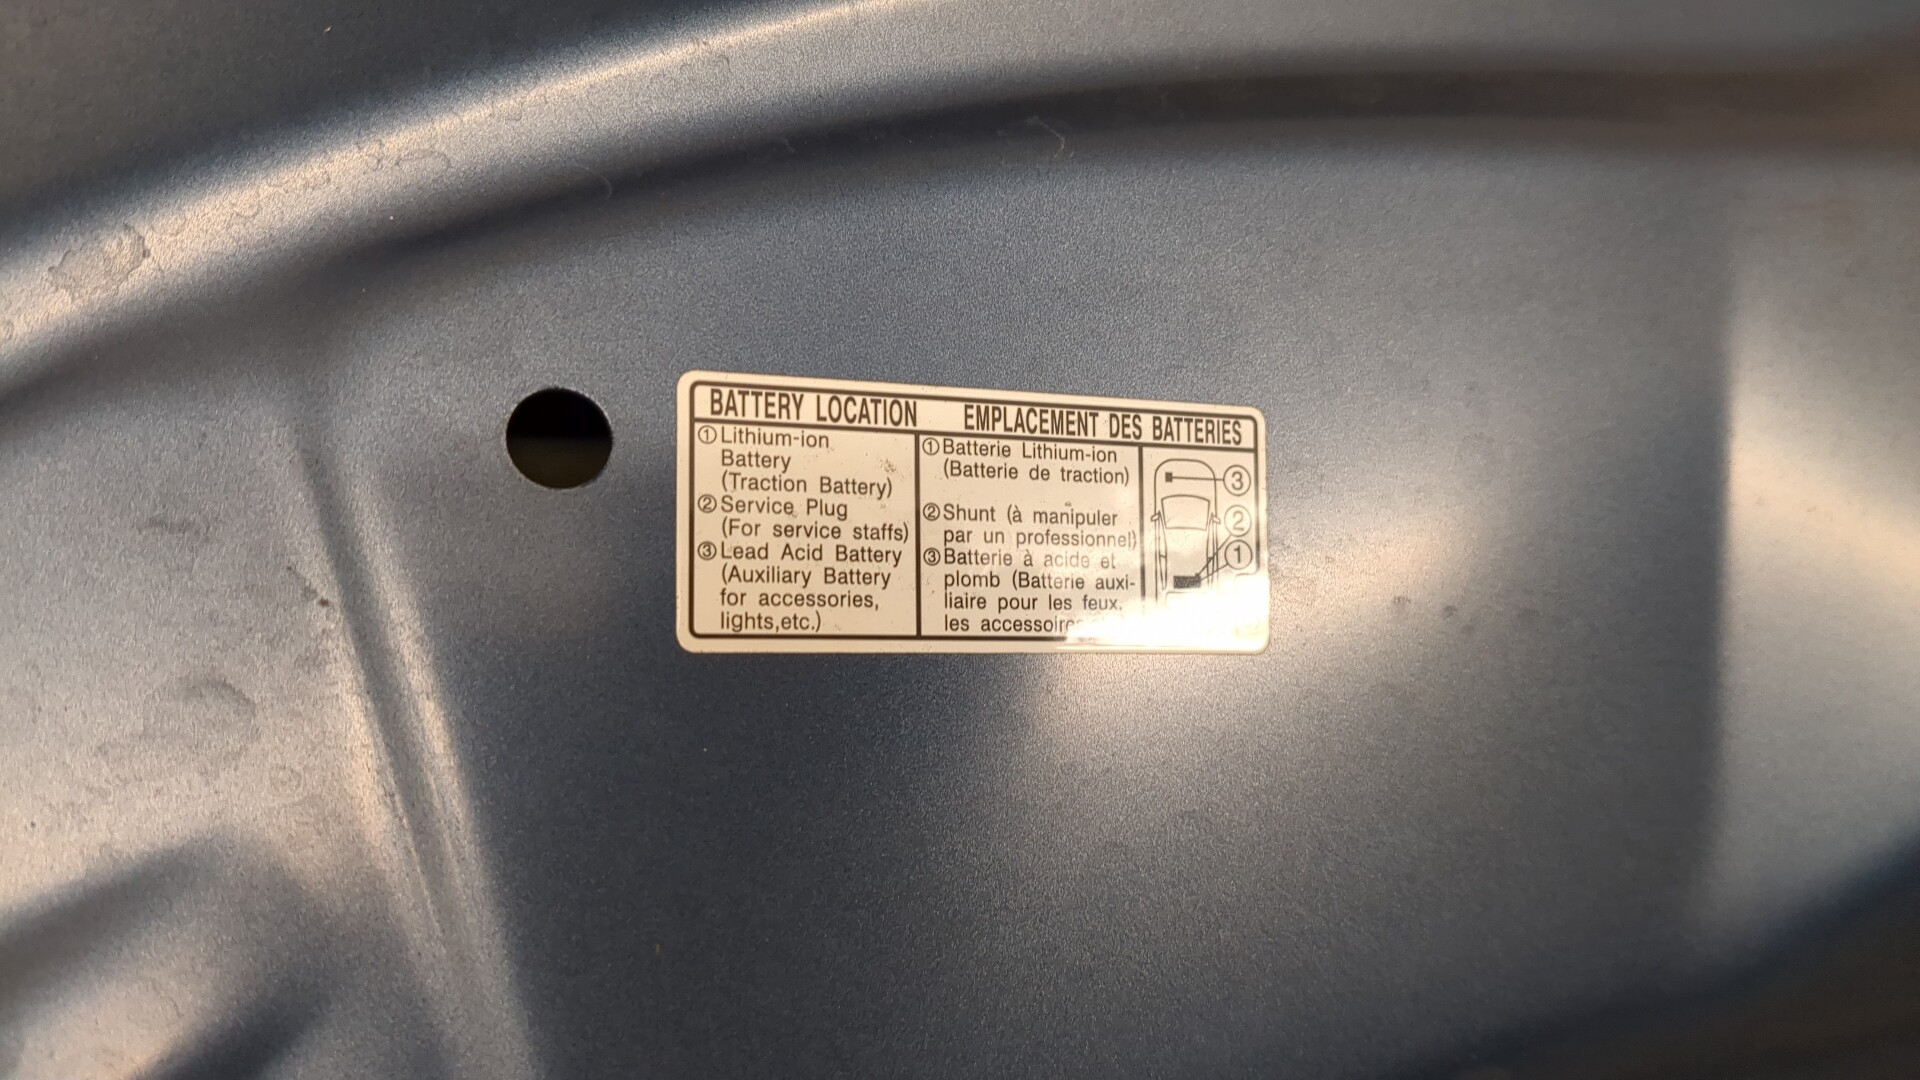 BATTERY LOCATION EMPLACEMENT DES BATTERIES
①Lithium-ion
Battery
(Traction Battery)
②Service Plug
(For service staffs)
③Lead Acid Battery
(Auxiliary Battery
for accessories,
lights,etc.)
①Batterie Lithium-ion
(Batterie de traction)
②Shunt (à manipuler
par un professionnel)
③Batterie à acide et
plomb (Batterie auxi-
liaire pour les feux,
les
③
②
①